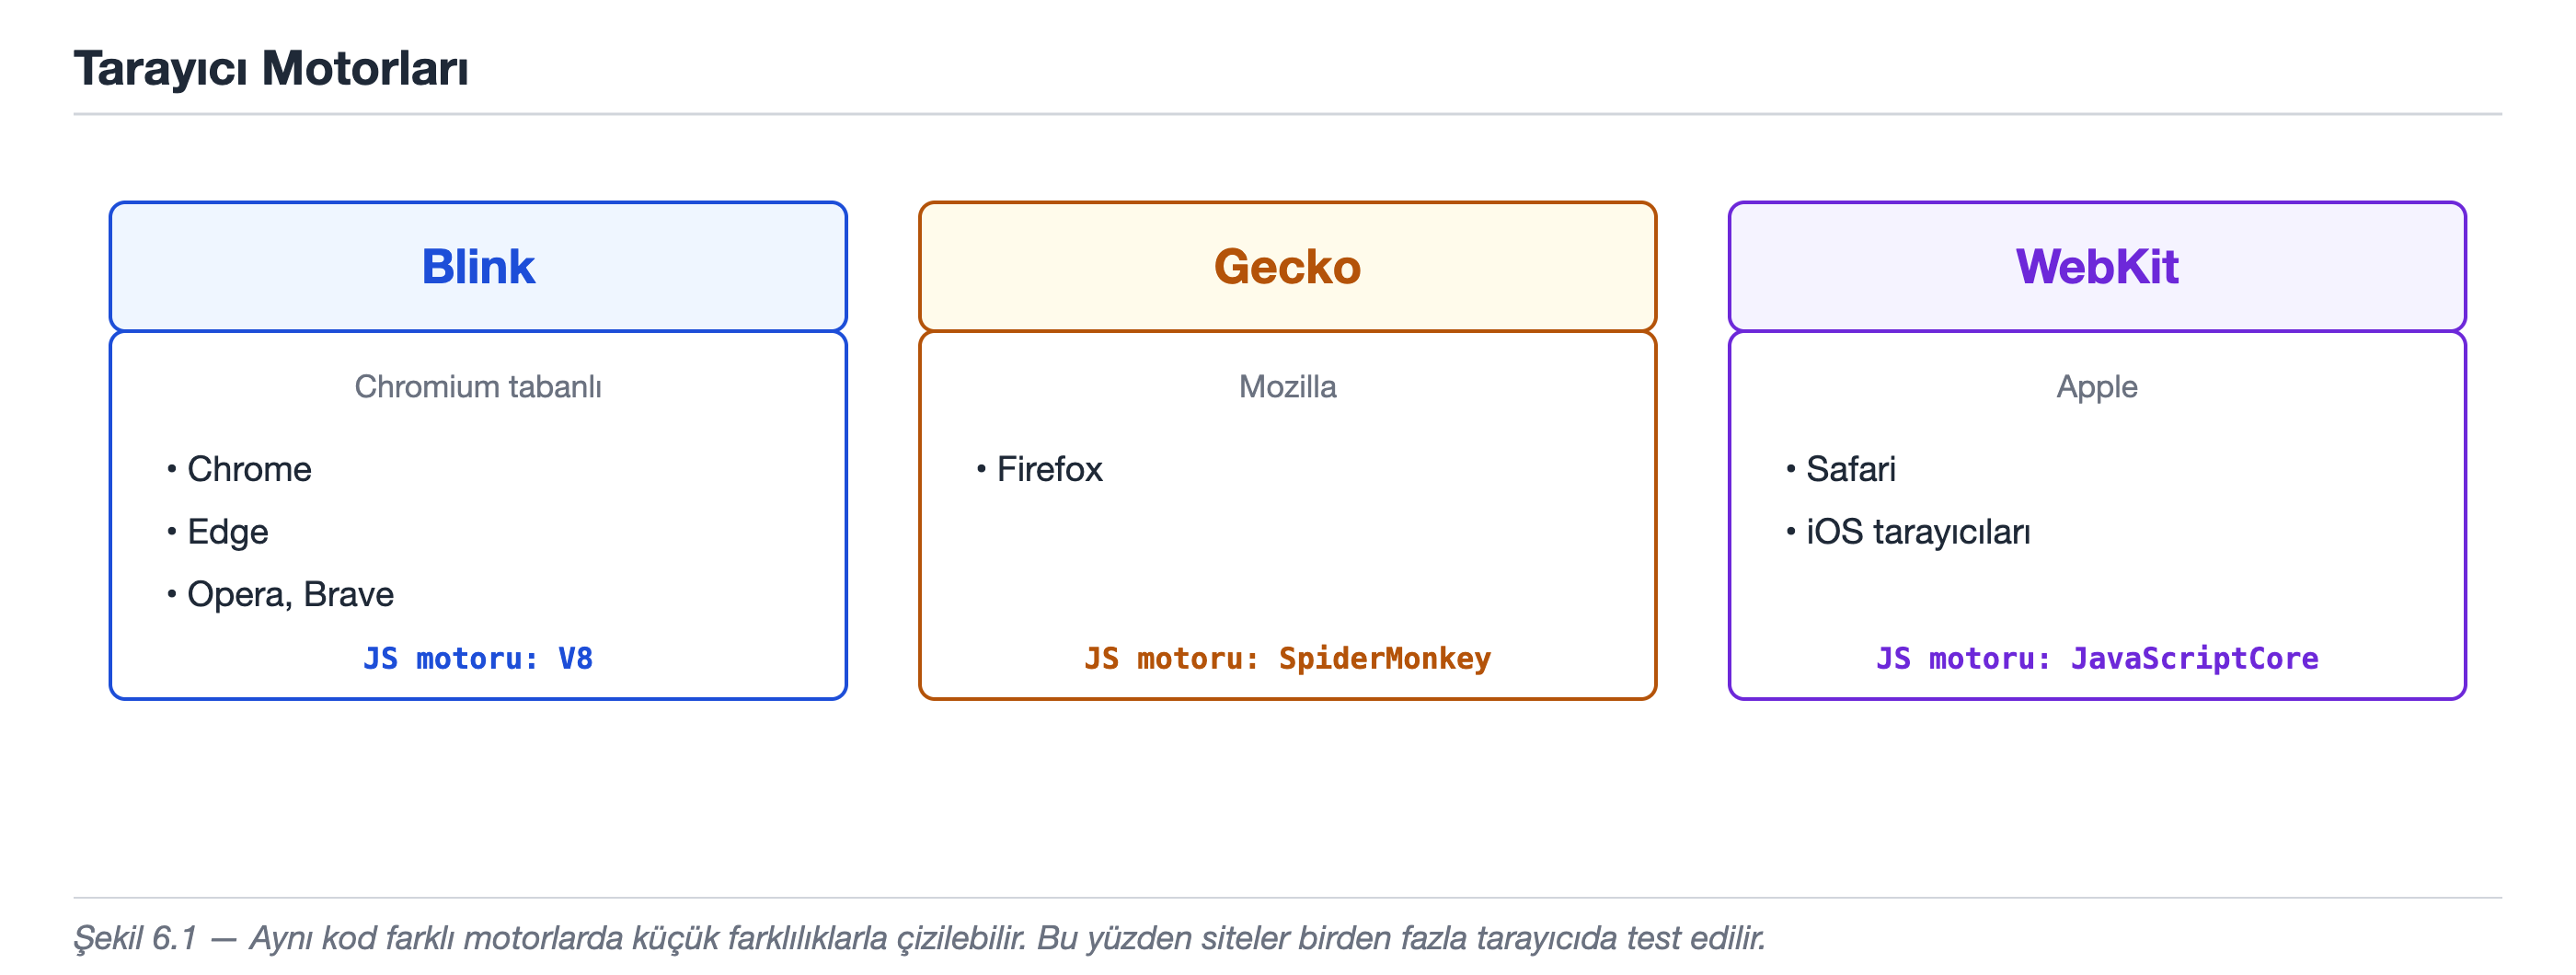 Tarayıcı Motorları
Blink
Chromium tabanlı
• Chrome
• Edge
• Opera, Brave
JS motoru: V8
Gecko
Mozilla
• Firefox
JS motoru: SpiderMonkey
WebKit
Apple
• Safari
• iOS tarayıcıları
JS motoru: JavaScriptCore
Şekil 6.1 — Aynı kod farklı motorlarda küçük farklılıklarla çizilebilir. Bu yüzden siteler birden fazla tarayıcıda test edilir.